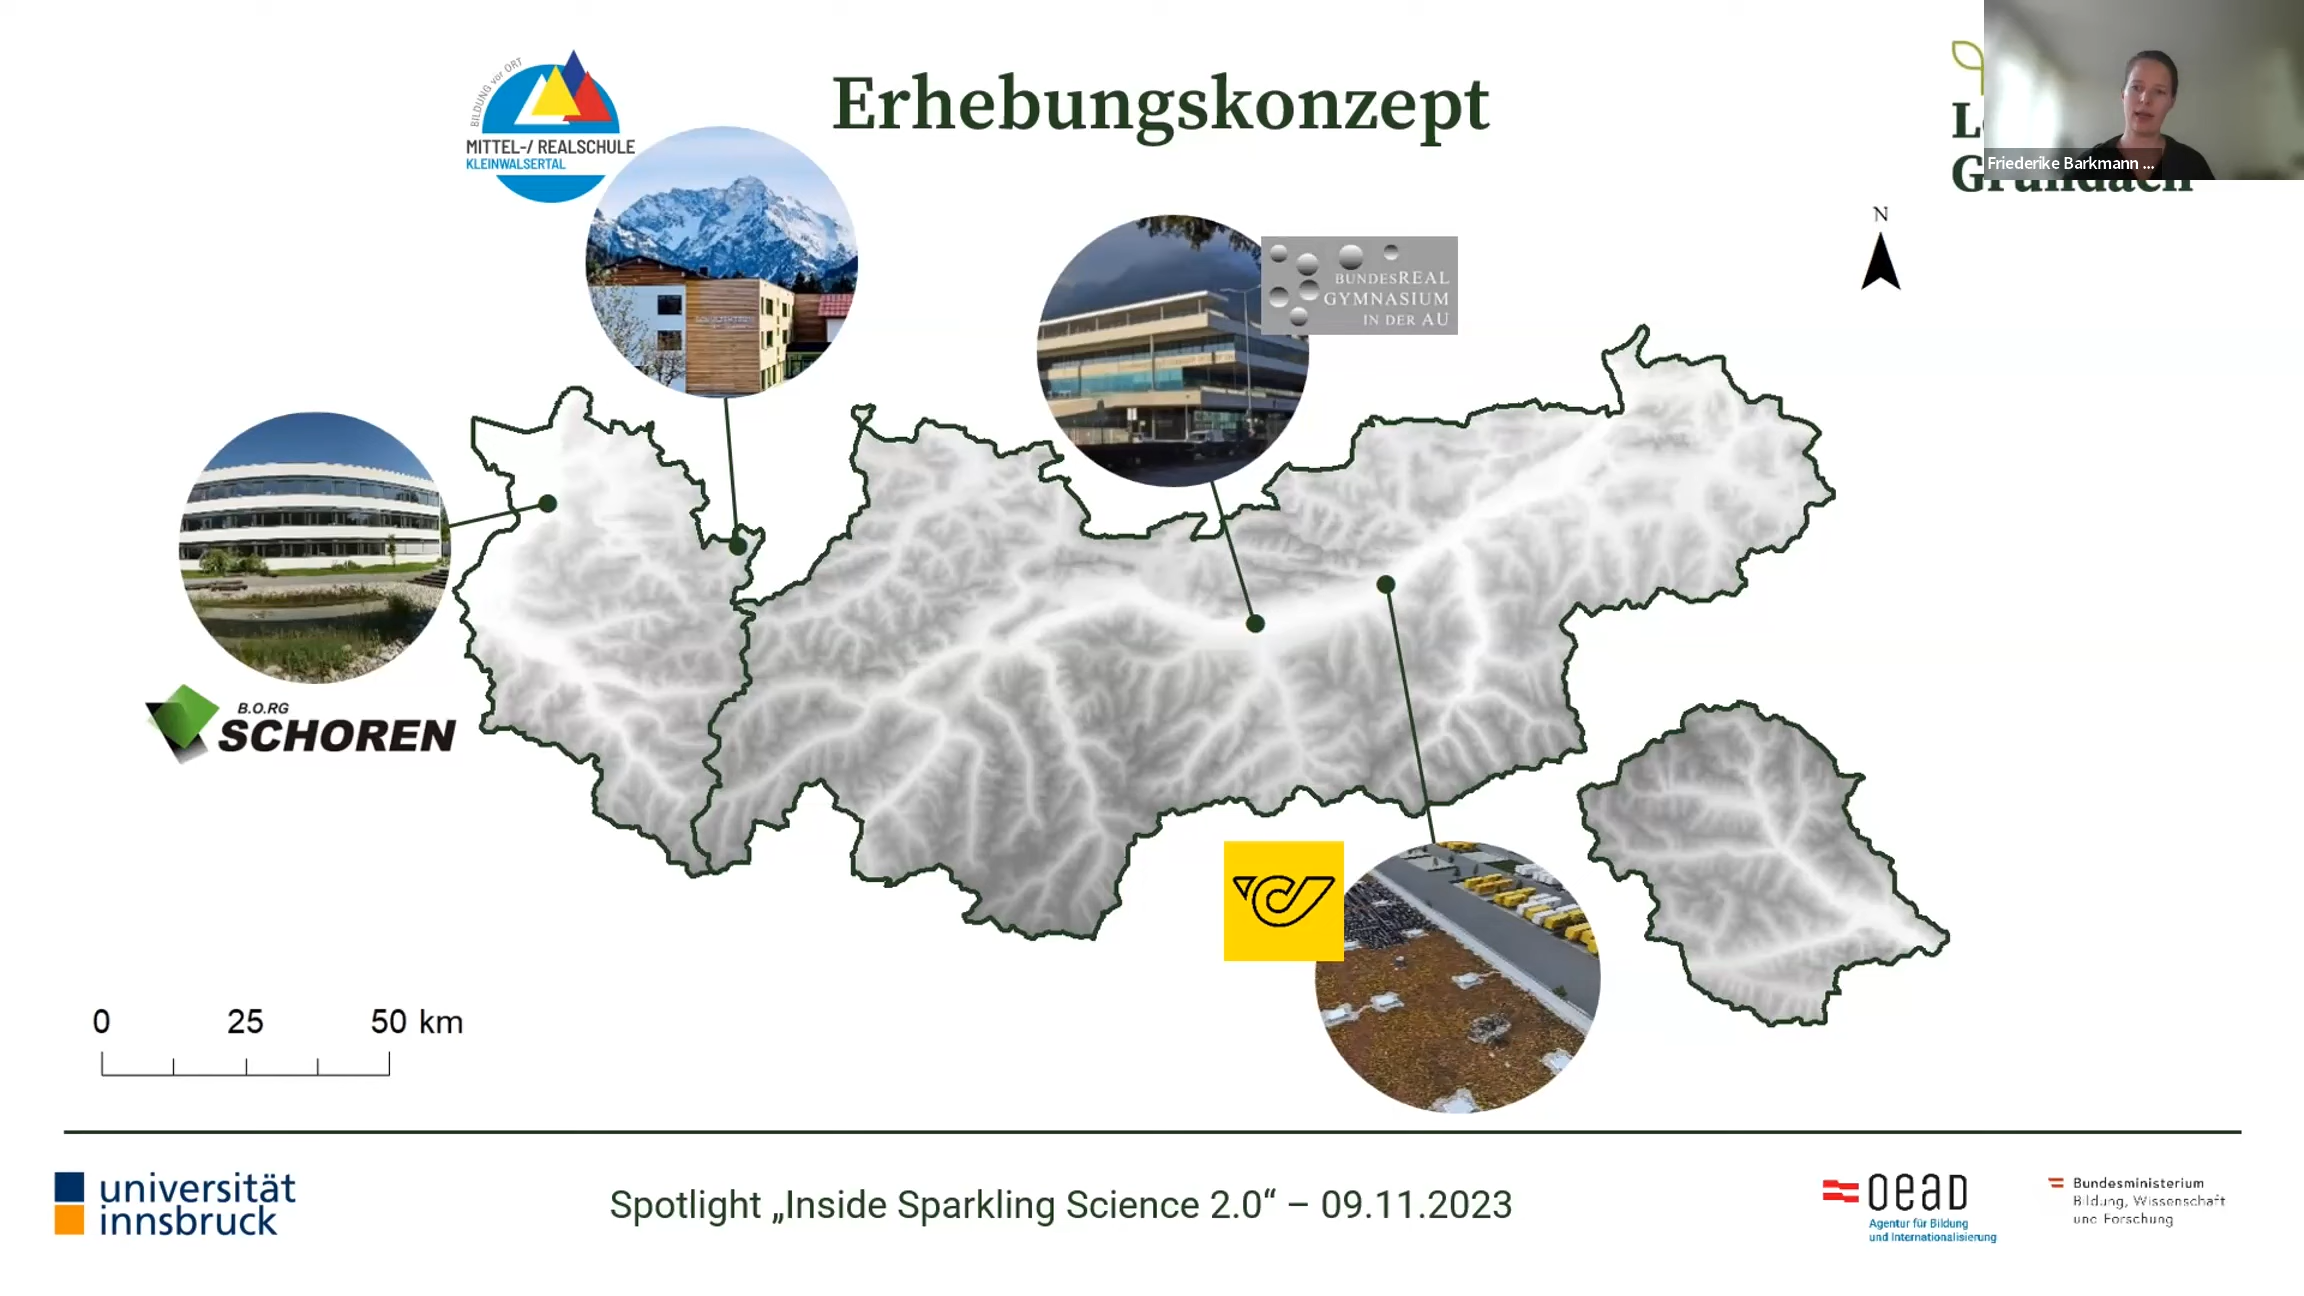 Erhebungskonzept
BILDUNG vor ORT
MITTEL-/ REALSCHULE
KLEINWALSERTAL
Friederike Barkmann ...
N
BUNDESREAL
GYMNASIUM
IN DER AU
B.O.RG
SCHOREN
0 25 50 km
universität
innsbruck
Spotlight „Inside Sparkling Science 2.0“ – 09.11.2023
oead
Agentur für Bildung
und Internationalisierung
Bundesministerium
Bildung, Wissenschaft
und Forschung